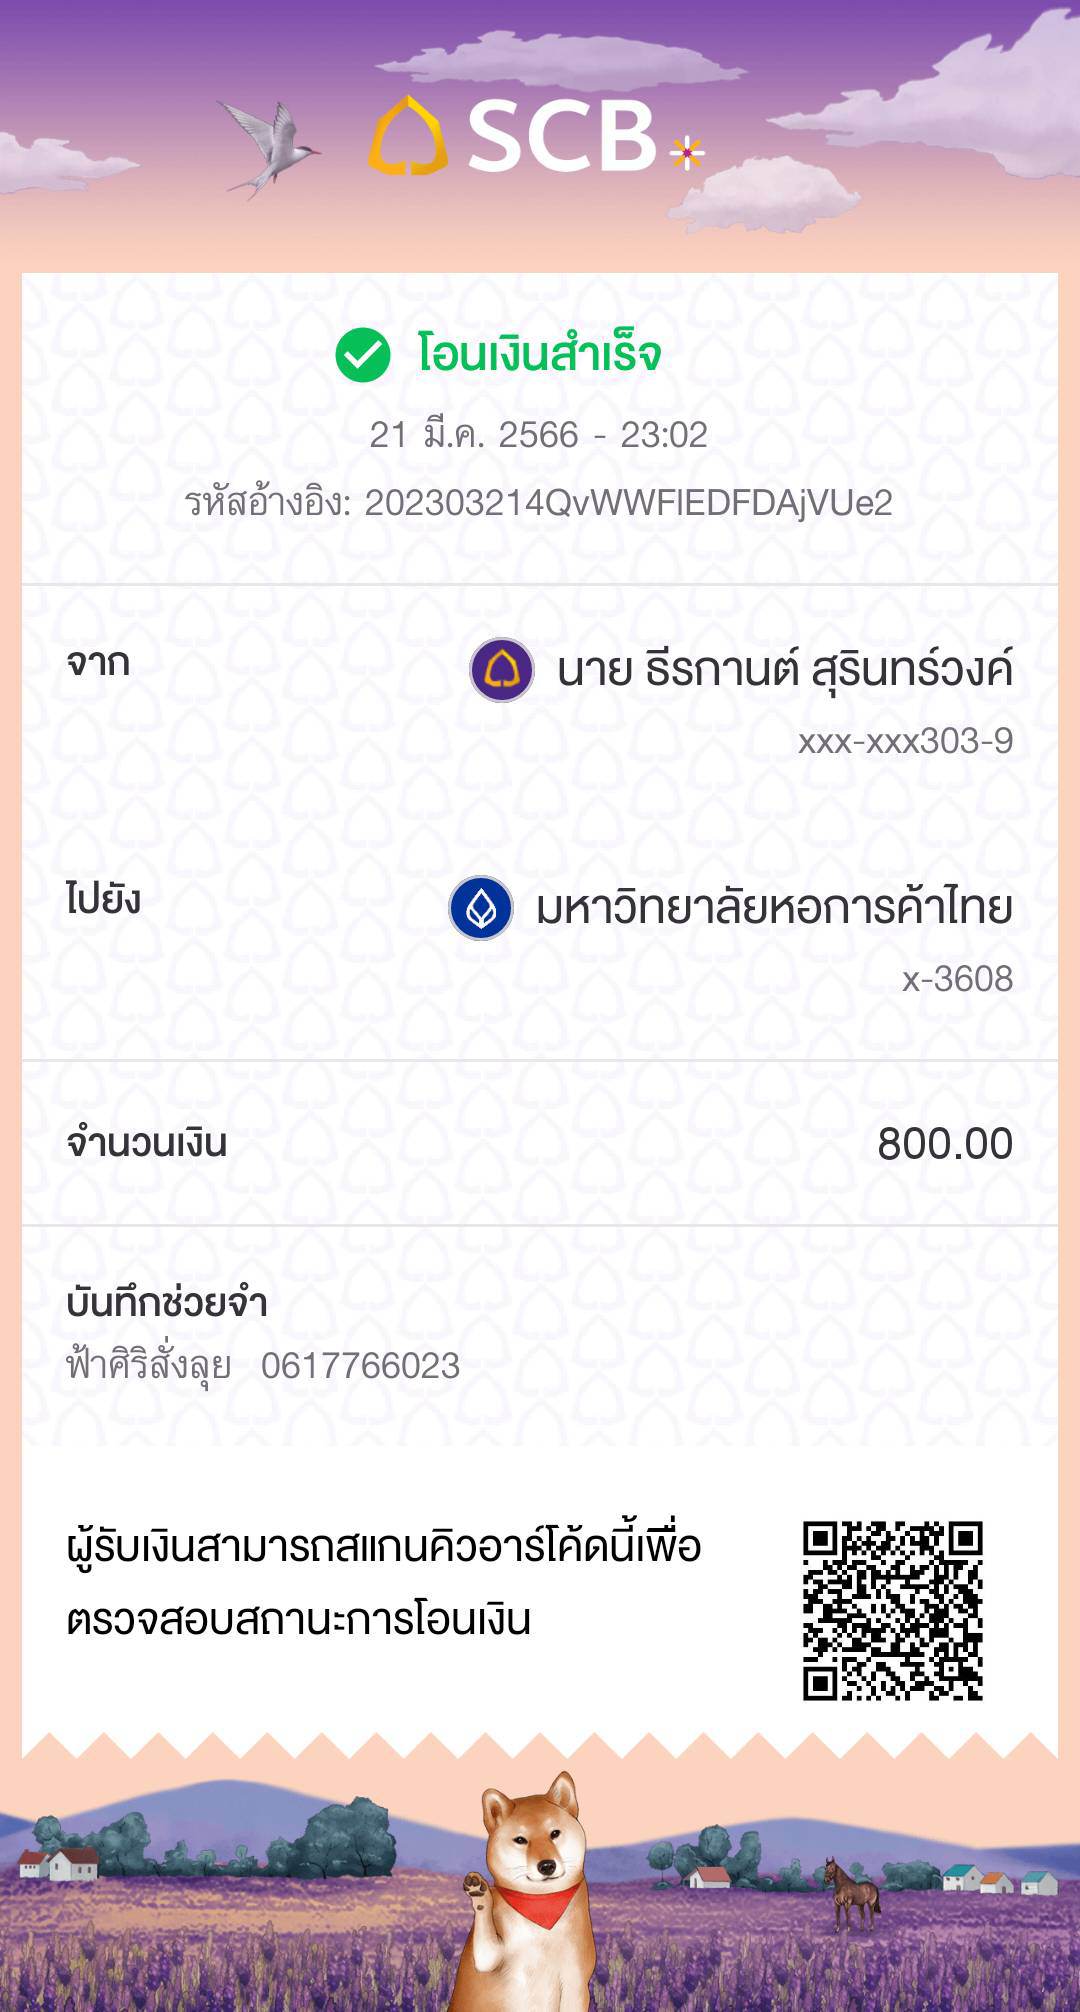 SCB
โอนเงินสำเร็จ
21 มี.ค. 2566 - 23:02
รหัสอ้างอิง: 202303214QvWWFlEDFDAjVUe2
จาก
นาย ธีรกานต์ สุรินทร์วงค์
xxx-xxx303-9
ไปยัง
มหาวิทยาลัยหอการค้าไทย
x-3608
จำนวนเงิน
800.00
บันทึกช่วยจำ
ฟ้าศิริสั่งลุย 0617766023
ผู้รับเงินสามารถสแกนคิวอาร์โค้ดนี้เพื่อ
ตรวจสอบสถานะการโอนเงิน